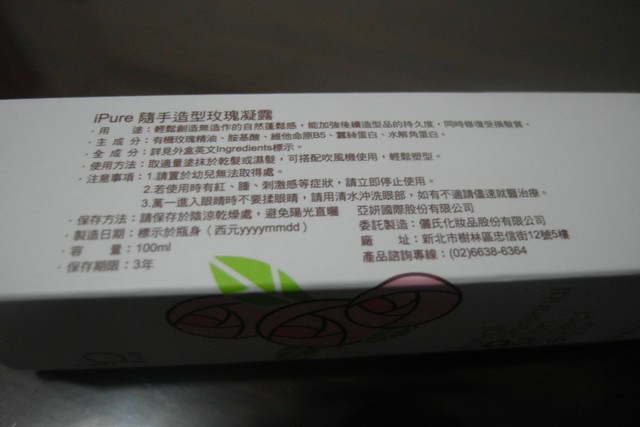 iPure 隨手造型玫瑰凝露
·用　　途：輕鬆創造無造作的自然蓬鬆感，能加強後續造型品的持久度，同時修復受損髮質。
·主 成 分：有機玫瑰精油、胺基酸、維他命原B5、蠶絲蛋白、水解角蛋白。
·全 成 分：詳見外盒英文Ingredients標示。
·使用方法：取適量塗抹於乾髮或濕髮，可搭配吹風機使用，輕鬆塑型。
·注意事項：1.請置於幼兒無法取得處。
2.若使用時有紅、腫、刺激感等症狀，請立即停止使用。
3.萬一進入眼睛時不要揉眼睛，請用清水沖洗眼部，如有不適請儘速就醫治療。
·保存方法：請保存於陰涼乾燥處，避免陽光直曬
·製造日期：標示於瓶身（西元yyyymmdd）
·容　　量：100ml
·保存期限：3年
亞妍國際股份有限公司
委託製造：儷氏化妝品股份有限公司
廠　　址：新北市樹林區忠信街12號5樓
產品諮詢專線：(02)6638-6364